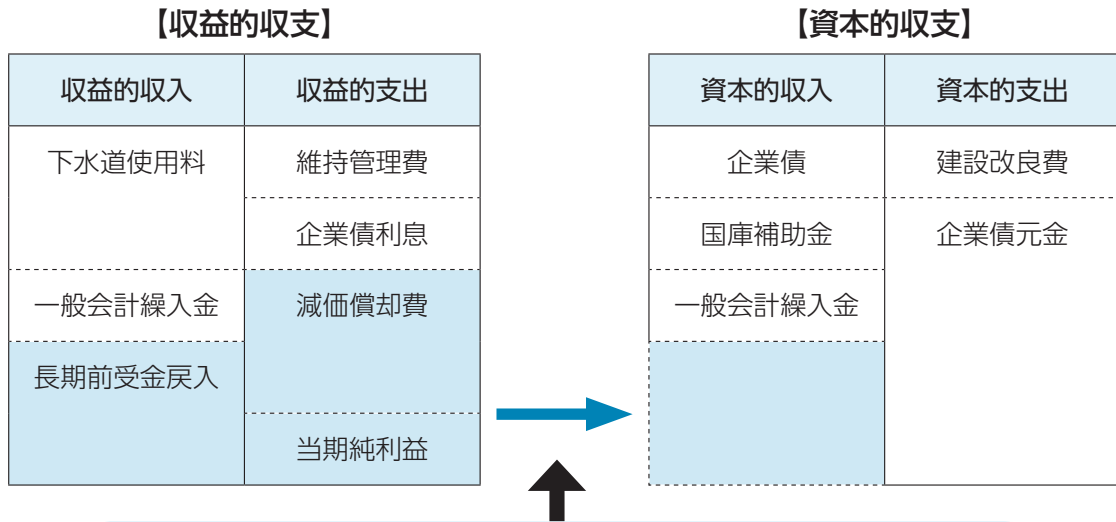 【収益的収支】
収益的収入 収益的支出
下水道使用料 維持管理費
企業債利息
一般会計繰入金 減価償却費
長期前受金戻入
当期純利益
【資本的収支】
資本的収入 資本的支出
企業債 建設改良費
国庫補助金 企業債元金
一般会計繰入金